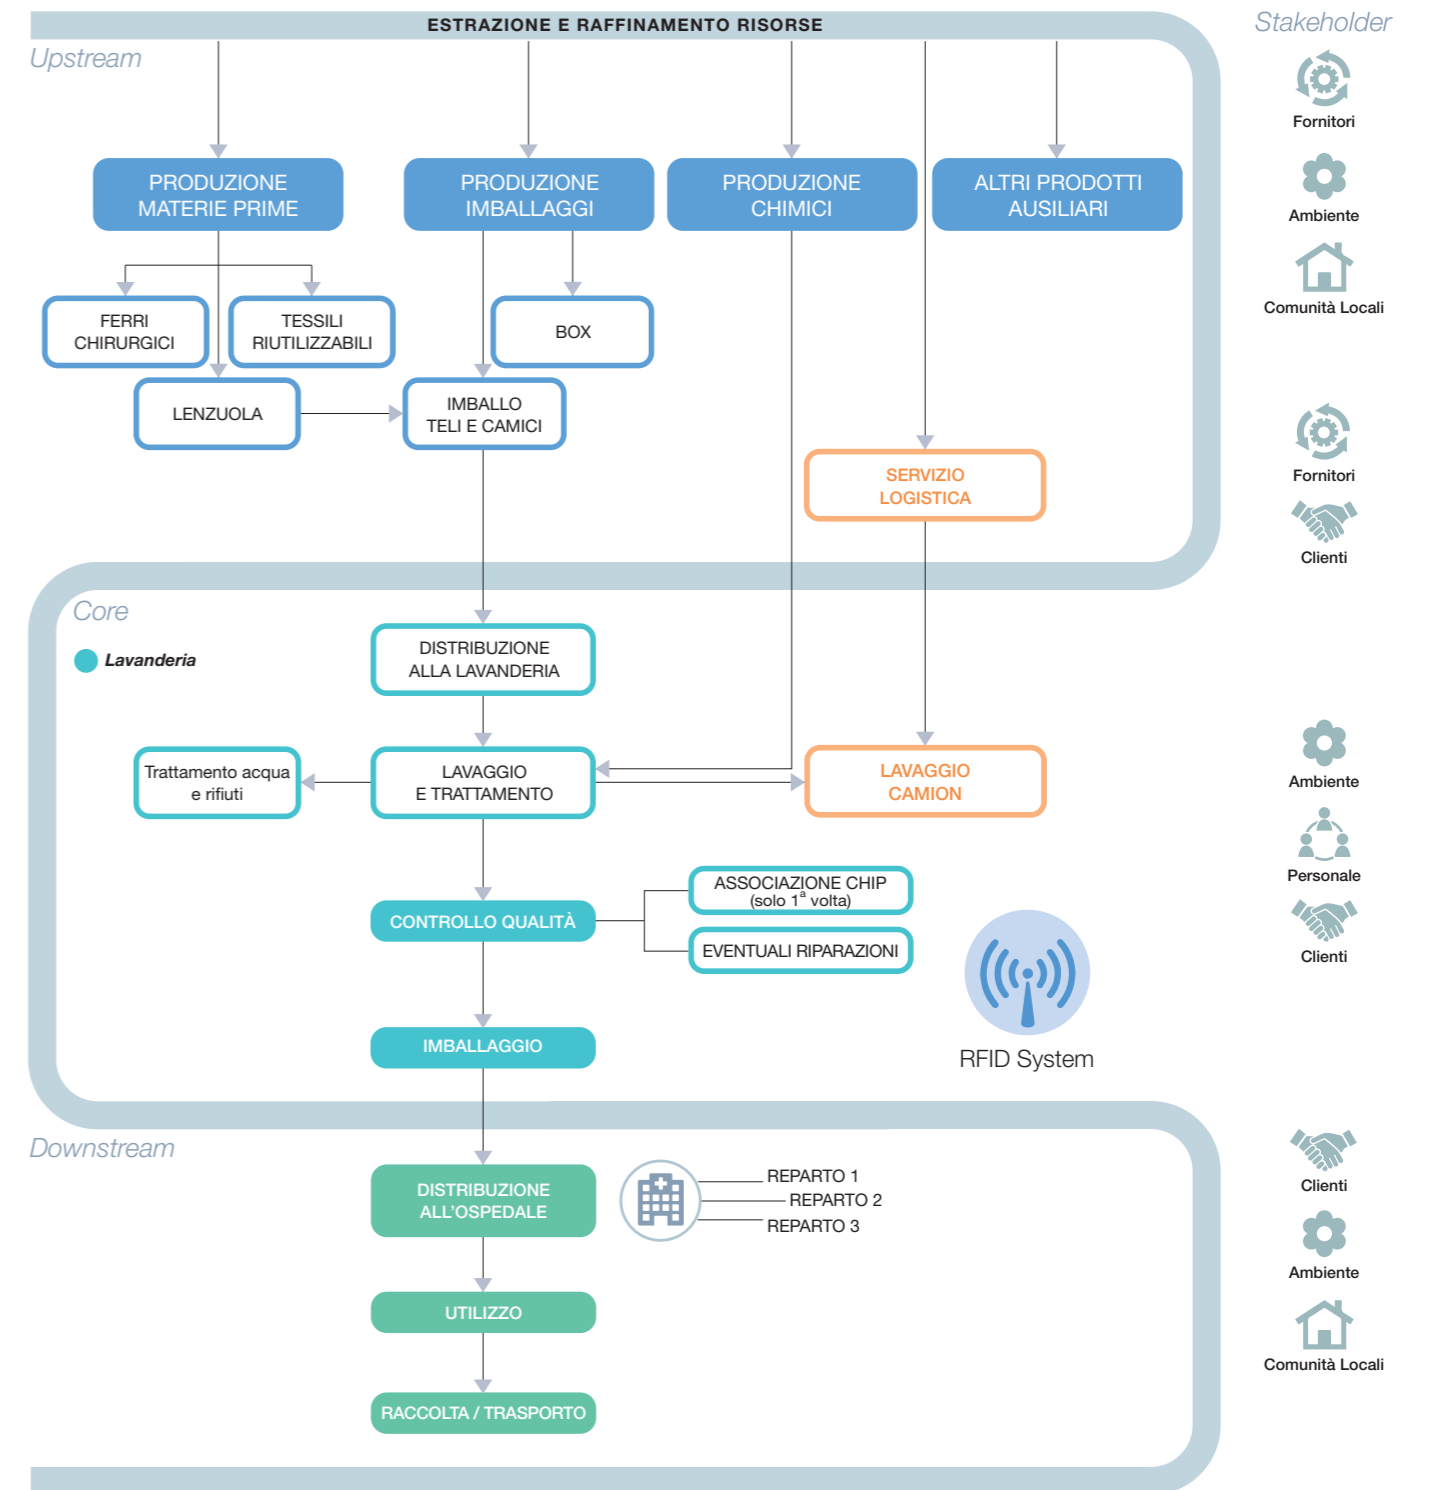 ESTRAZIONE E RAFFINAMENTO RISORSE
Stakeholder
Upstream
Fornitori
Ambiente
Comunità Locali
PRODUZIONE
MATERIE PRIME
PRODUZIONE
IMBALLAGGI
PRODUZIONE
CHIMICI
ALTRI PRODOTTI
AUSILIARI
FERRI
CHIRURGICI
TESSILI
RIUTILIZZABILI
BOX
LENZUOLA
IMBALLO
TELI E CAMICI
SERVIZIO
LOGISTICA
Fornitori
Clienti
Core
Lavanderia
DISTRIBUZIONE
ALLA LAVANDERIA
Trattamento acqua
e rifiuti
LAVAGGIO
E TRATTAMENTO
LAVAGGIO
CAMION
Ambiente
Personale
Clienti
CONTROLLO QUALITÀ
ASSOCIAZIONE CHIP
(solo 1ª volta)
EVENTUALI RIPARAZIONI
IMBALLAGGIO
RFID System
Downstream
DISTRIBUZIONE
ALL'OSPEDALE
REPARTO 1
REPARTO 2
REPARTO 3
UTILIZZO
RACCOLTA / TRASPORTO
Clienti
Ambiente
Comunità Locali